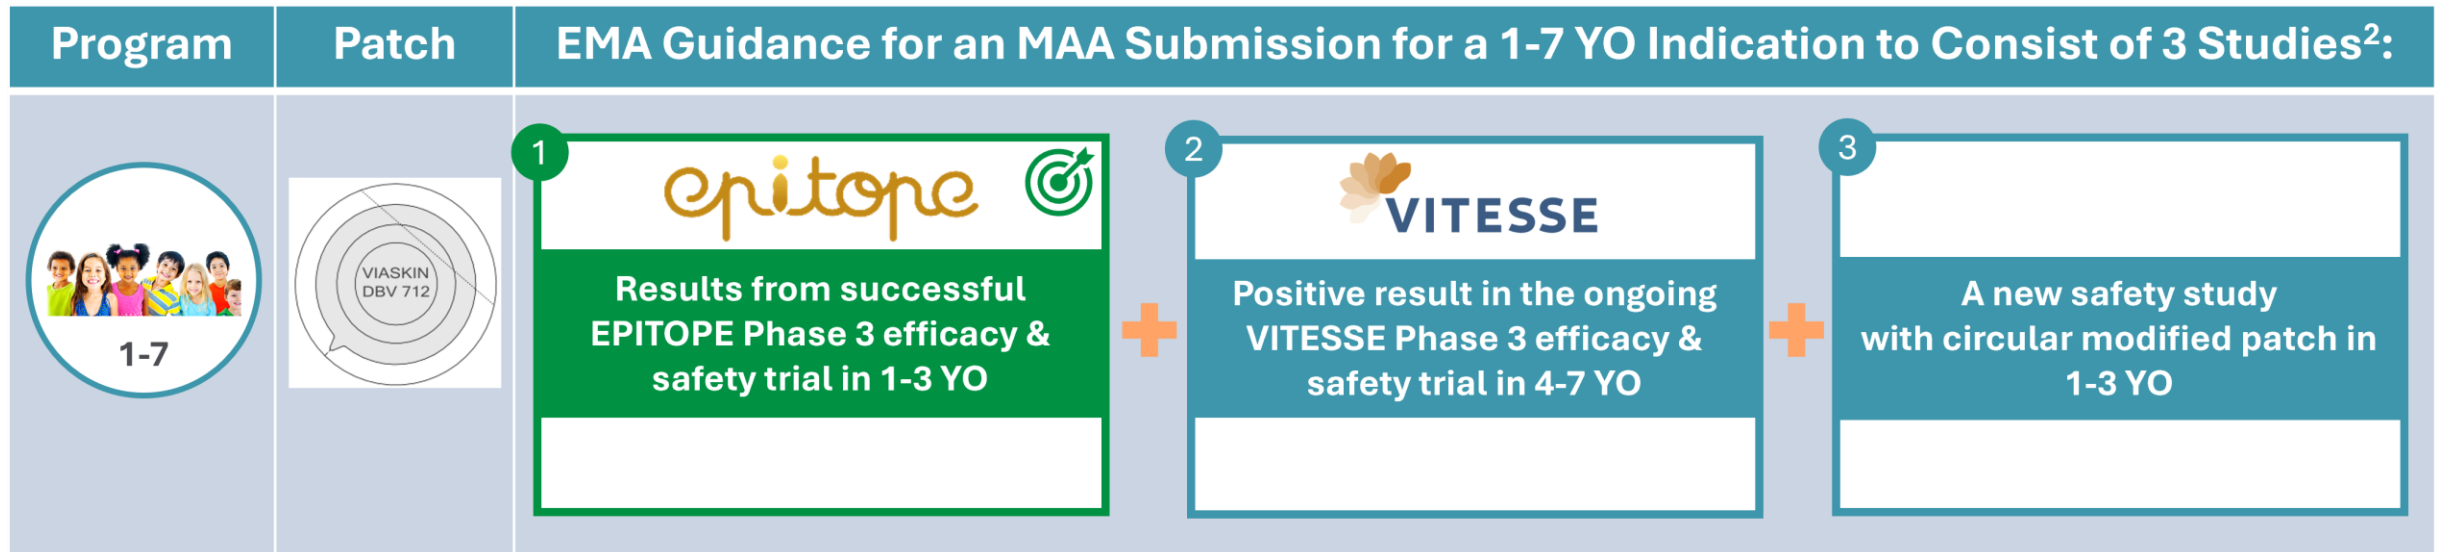 Program
Patch
EMA Guidance for an MAA Submission for a 1-7 YO Indication to Consist of 3 Studies²:
1-7
VIASKIN
DBV 712
1
epitope
Results from successful
EPITOPE Phase 3 efficacy &
safety trial in 1-3 YO
2
VITESSE
Positive result in the ongoing
VITESSE Phase 3 efficacy &
safety trial in 4-7 YO
3
A new safety study
with circular modified patch in
1-3 YO